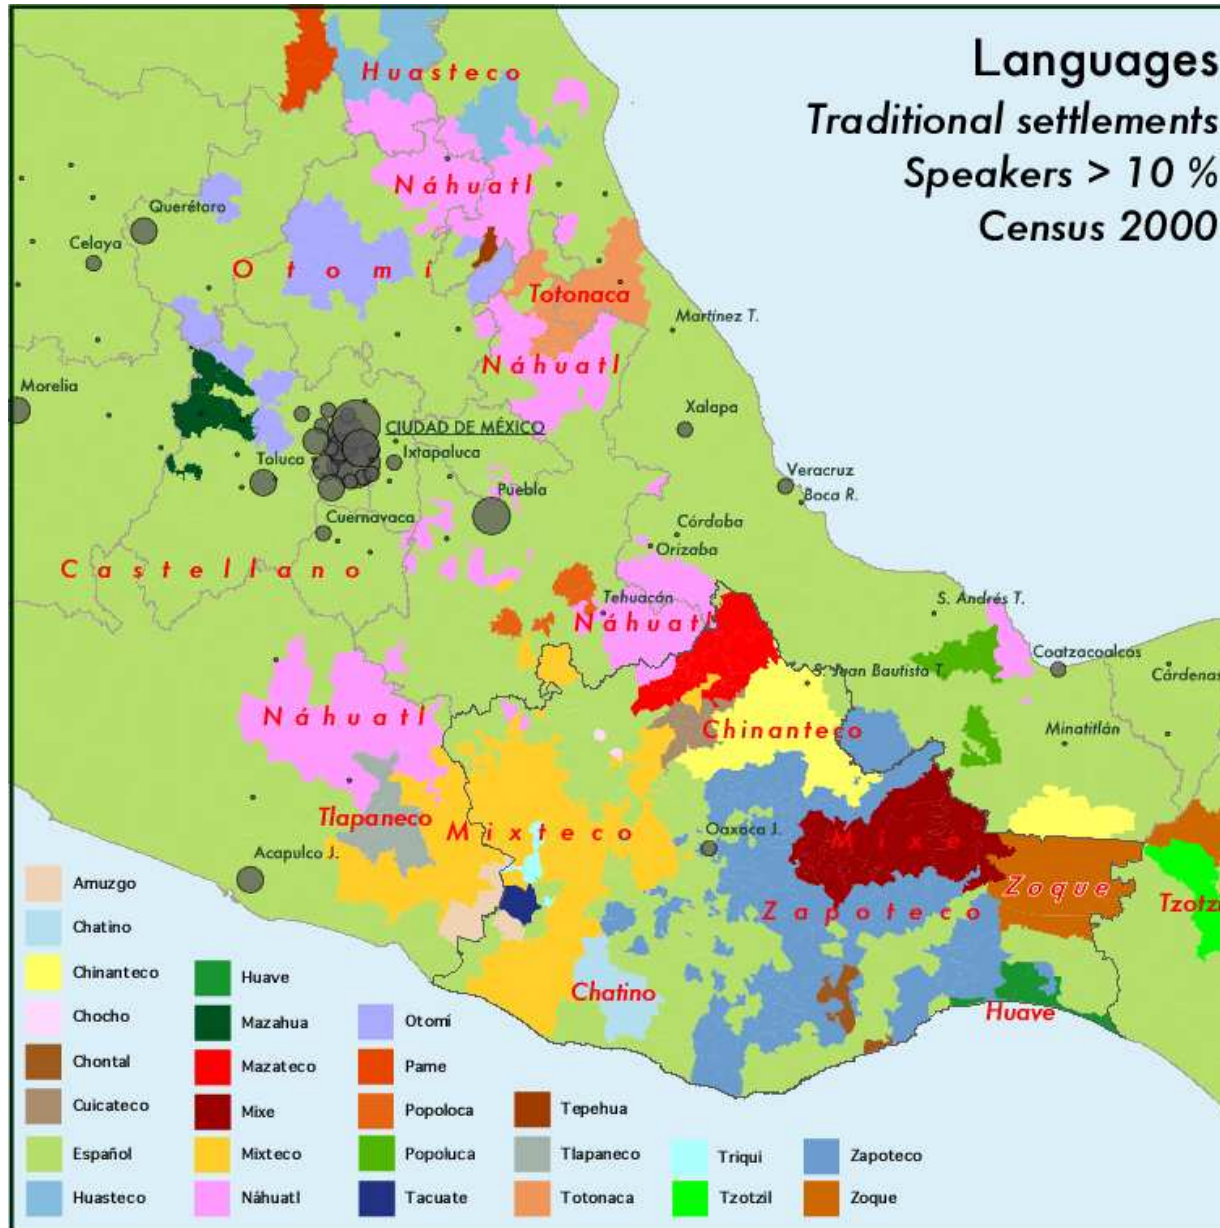 Languages
Traditional settlements
Speakers > 10 %
Census 2000
Huasteco
Náhuatl
Querétaro
Celaya
Otomí
Totonaca
Martínez T.
Náhuatl
Morelia
Xalapa
CIUDAD DE MÉXICO
Toluca
Ixtapaluca
Veracruz
Boca R.
Puebla
Cuernavaca
Córdoba
Orizaba
Castellano
Tehuacán
S. Andrés T.
Náhuatl
Coatzacoalcos
S. Juan Bautista T.
Cárdenas
Náhuatl
Chinanteco
Minatitlán
Tlapaneco
Mixteco
Oaxaca J.
Mixe
Acapulco J.
Zoque
Zapoteco
Tzotzi
Chatino
Huave
Amuzgo
Chatino
Chinanteco
Chocho
Chontal
Cuicateco
Español
Huasteco
Huave
Mazahua
Mazateco
Mixe
Mixteco
Náhuatl
Otomí
Pame
Popoloca
Popoluca
Tacuate
Tepehua
Tlapaneco
Totonaca
Triqui
Tzotzil
Zapoteco
Zoque